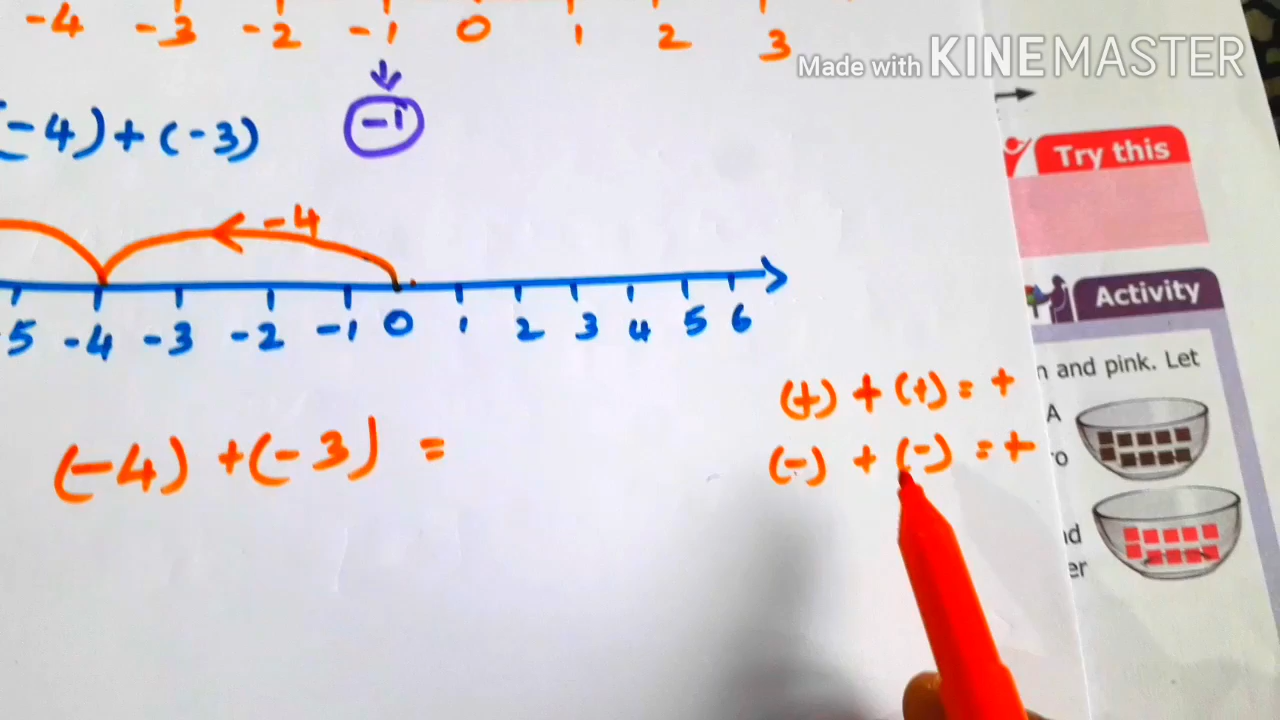 -4 -3 -2 -1 0 1 2 3
Made with KINEMASTER
-1
(-4) + (-3)
Try this
-4
-5 -4 -3 -2 -1 0 1 2 3 4 5 6
Activity
n and pink. Let
A
o
(+) + (+) = +
(-4) + (-3) =
(-) + (-) = +
nd
er